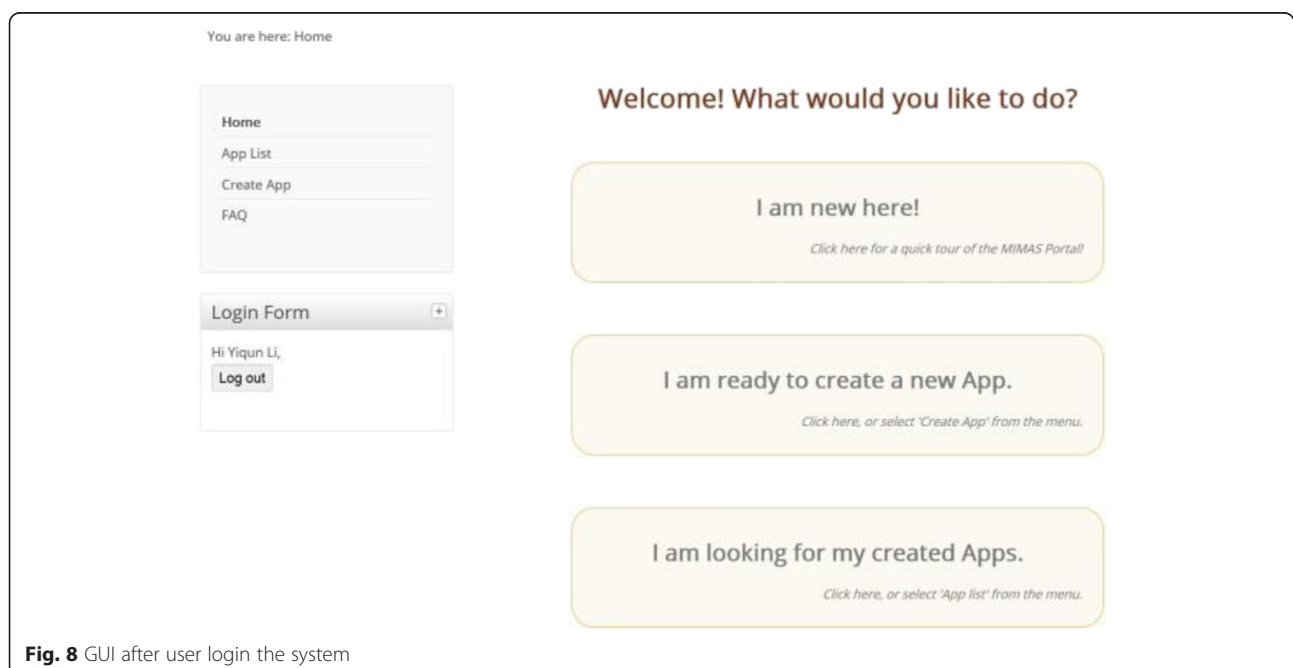 You are here: Home
Home
App List
Create App
FAQ
Login Form
Hi Yiqun Li,
Log out
Welcome! What would you like to do?
I am new here!
Click here for a quick tour of the MIMAS Portal!
I am ready to create a new App.
Click here, or select 'Create App' from the menu.
I am looking for my created Apps.
Click here, or select 'App list' from the menu.
Fig. 8 GUI after user login the system